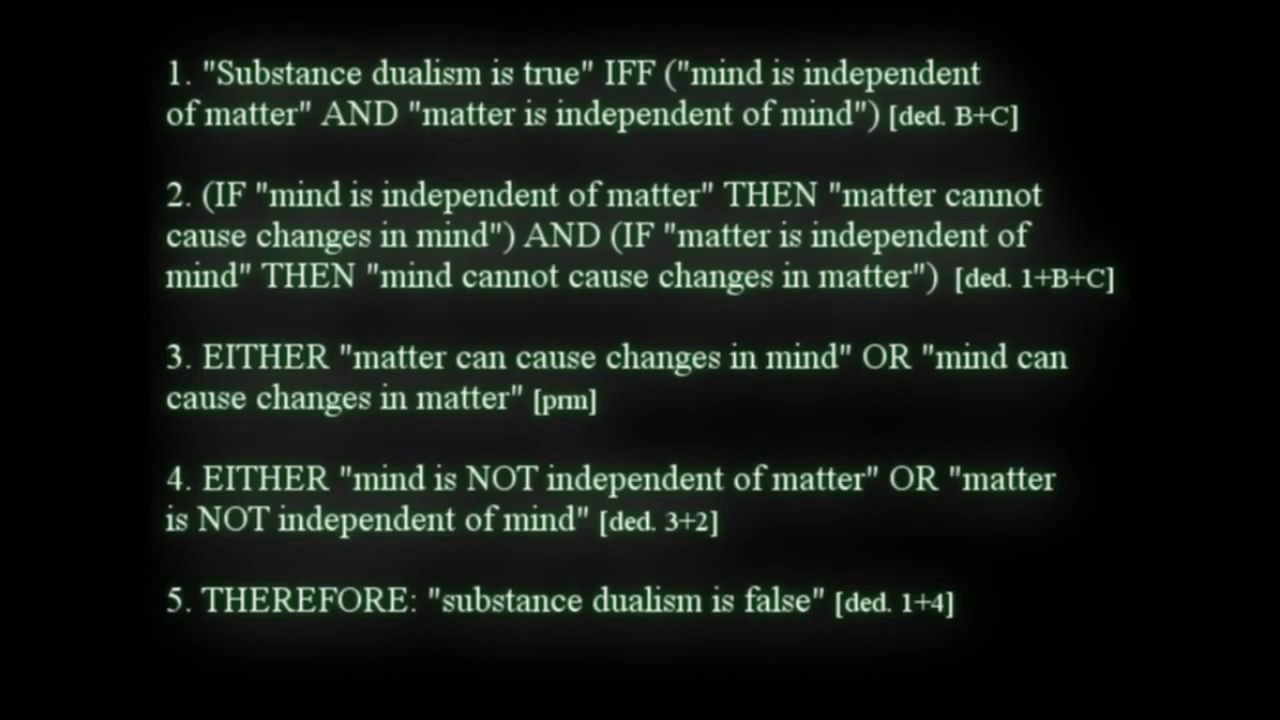 1. "Substance dualism is true" IFF ("mind is independent
of matter" AND "matter is independent of mind") [ded. B+C]
2. (IF "mind is independent of matter" THEN "matter cannot
cause changes in mind") AND (IF "matter is independent of
mind" THEN "mind cannot cause changes in matter") [ded. 1+B+C]
3. EITHER "matter can cause changes in mind" OR "mind can
cause changes in matter" [prm]
4. EITHER "mind is NOT independent of matter" OR "matter
is NOT independent of mind" [ded. 3+2]
5. THEREFORE: "substance dualism is false" [ded. 1+4]